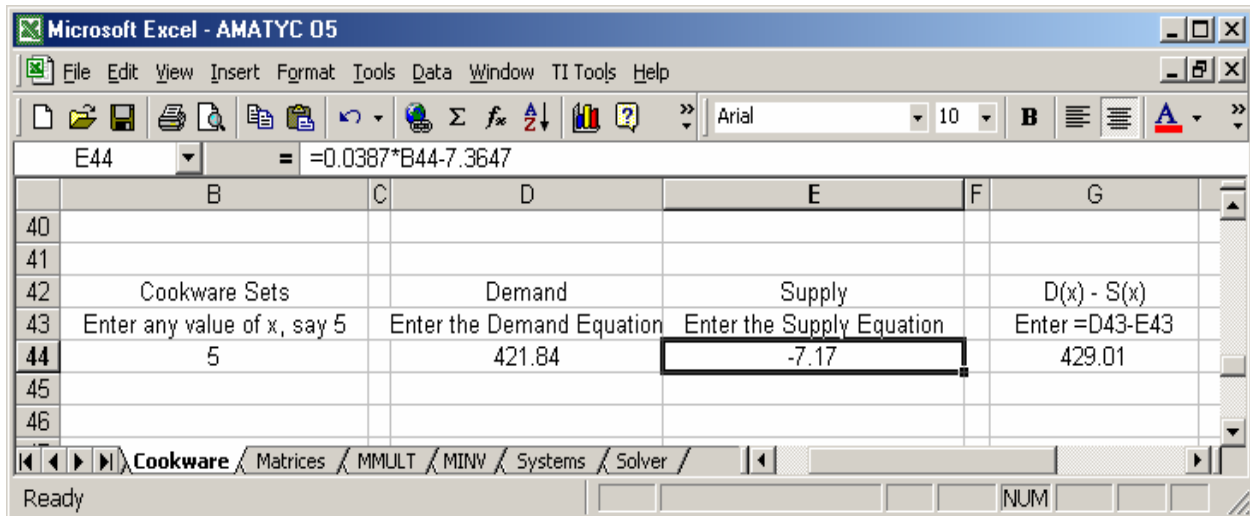 Microsoft Excel - AMATYC 05
File Edit View Insert Format Tools Data Window TI Tools Help
Arial 10 B A
E44 = =0.0387*B44-7.3647
B C D E F G
40
41
42 Cookware Sets Demand Supply D(x) - S(x)
43 Enter any value of x, say 5 Enter the Demand Equation Enter the Supply Equation Enter =D43-E43
44 5 421.84 -7.17 429.01
45
46
Cookware Matrices MMULT MINV Systems Solver
Ready NUM